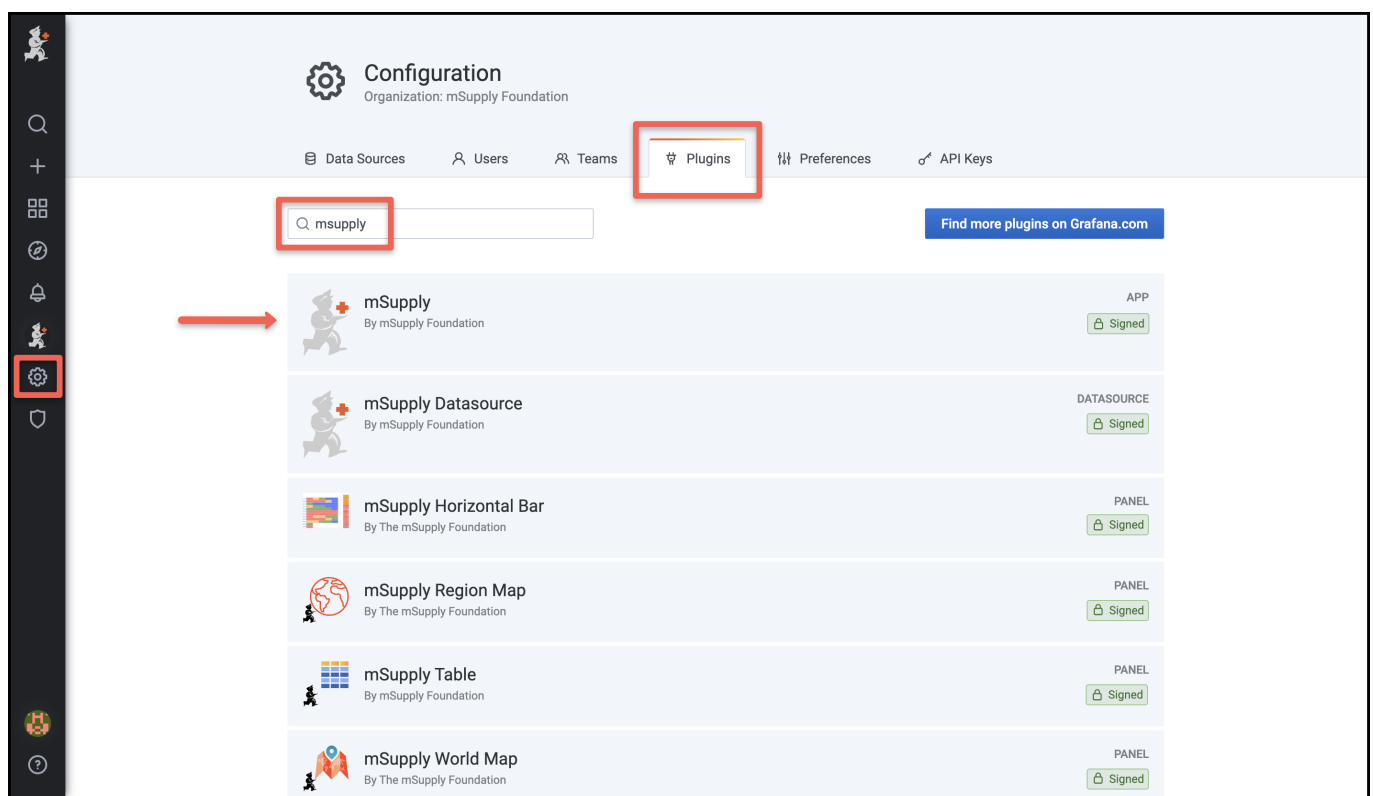 Configuration
Organization: mSupply Foundation
Data Sources
Users
Teams
Plugins
Preferences
API Keys
msupply
Find more plugins on Grafana.com
mSupply
By mSupply Foundation
APP
Signed
mSupply Datasource
By mSupply Foundation
DATASOURCE
Signed
mSupply Horizontal Bar
By The mSupply Foundation
PANEL
Signed
mSupply Region Map
By The mSupply Foundation
PANEL
Signed
mSupply Table
By mSupply Foundation
PANEL
Signed
mSupply World Map
By The mSupply Foundation
PANEL
Signed